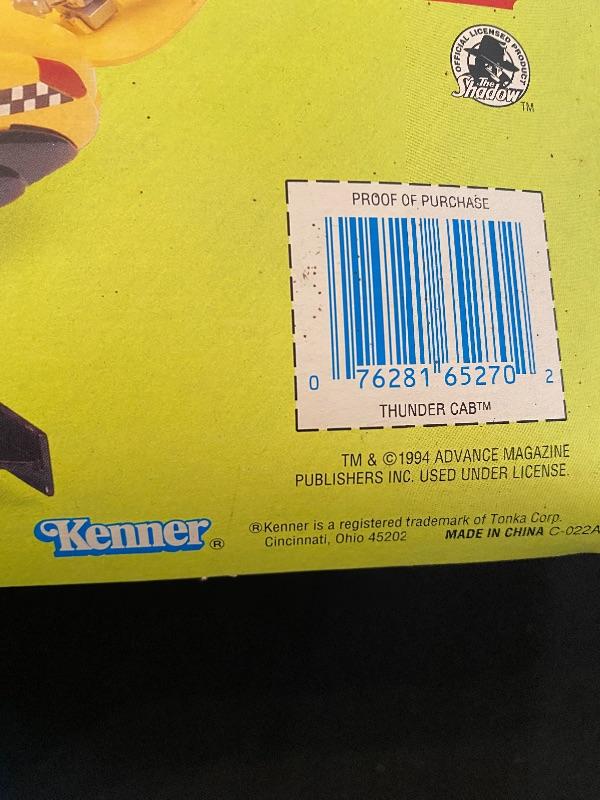 OFFICIAL LICENSED PRODUCT
The
Shadow
TM
PROOF OF PURCHASE
0 76281 65270 2
THUNDER CAB™
TM & ©1994 ADVANCE MAGAZINE
PUBLISHERS INC. USED UNDER LICENSE.
Kenner®
®Kenner is a registered trademark of Tonka Corp.
Cincinnati, Ohio 45202 MADE IN CHINA C-022A